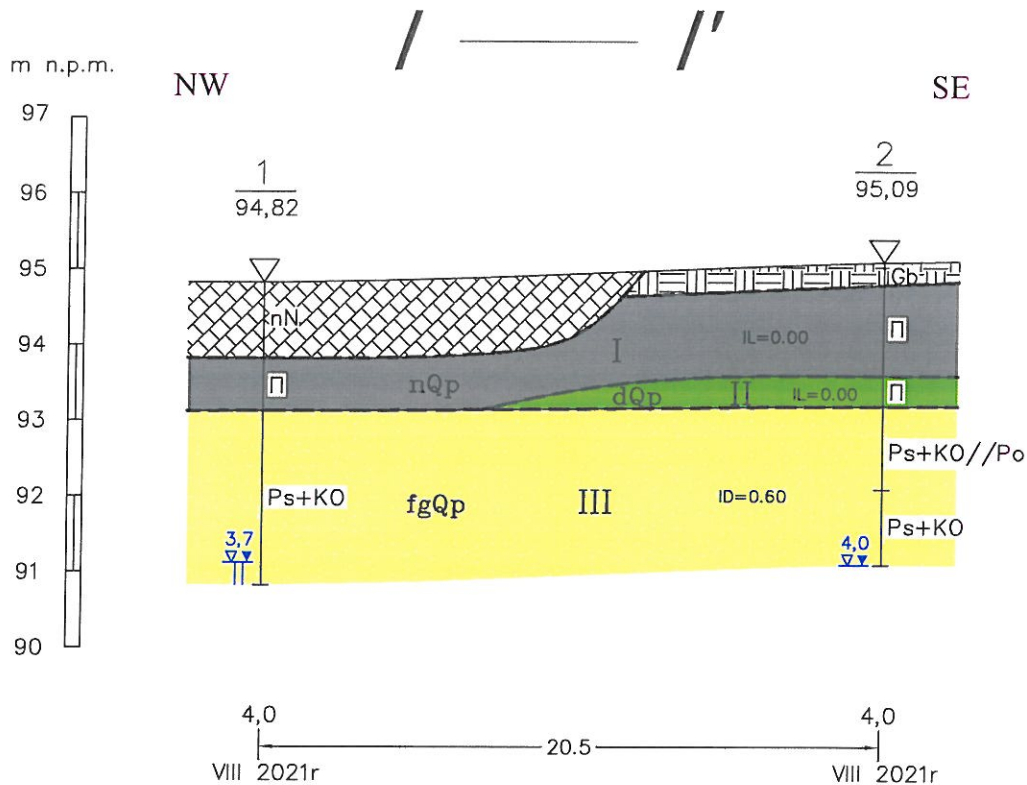 I ——— I'
m n.p.m.
NW
SE
97
96
95
94
93
92
91
90
1
94,82
2
95,09
nN
Gb
I
IL=0.00
Π
nQp
Π
dQp
II
IL=0.00
Π
Ps+KO//Po
Ps+KO
fgQp
III
ID=0.60
Ps+KO
3,7
4,0
4,0
4,0
20.5
VIII 2021r
VIII 2021r